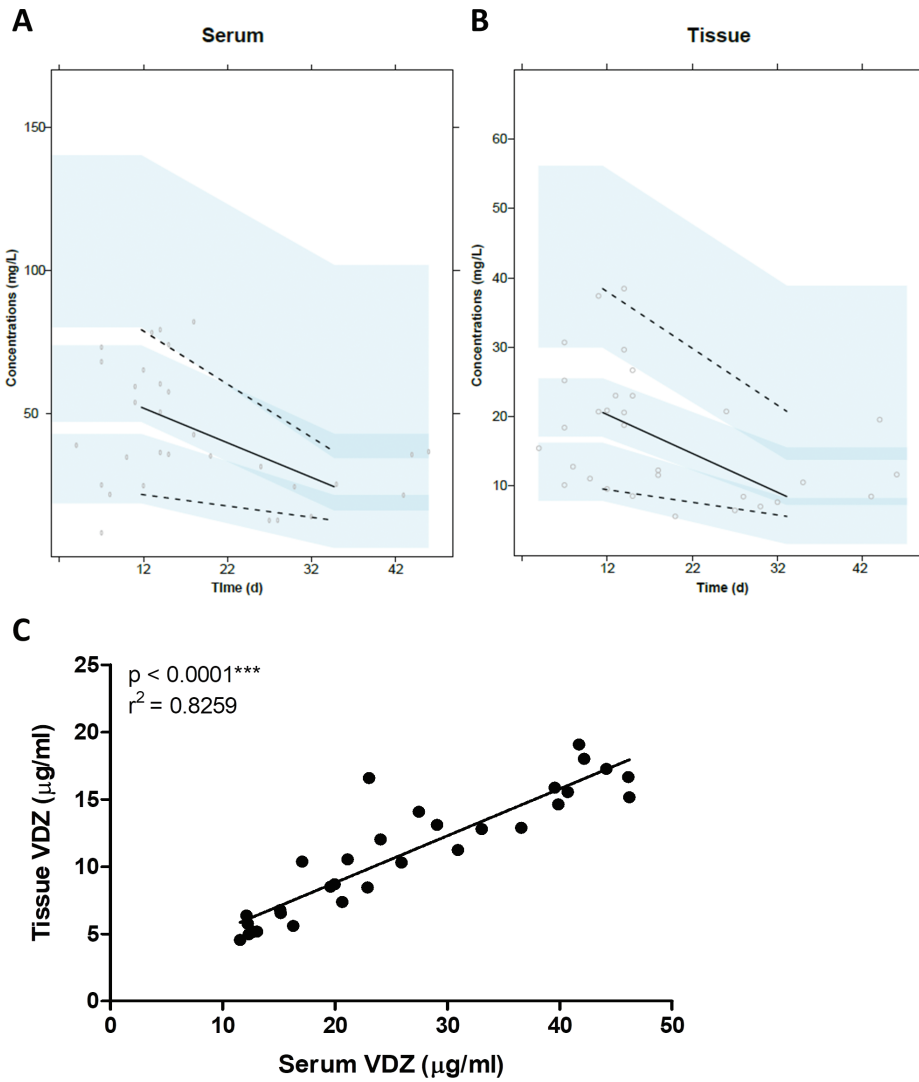 A
Serum
Concentrations (mg/L)
150
100
50
12
22
32
42
Time (d)
B
Tissue
Concentrations (mg/L)
60
50
40
30
20
10
12
22
32
42
Time (d)
C
p < 0.0001***
r² = 0.8259
Tissue VDZ (μg/ml)
25
20
15
10
5
0
0
10
20
30
40
50
Serum VDZ (μg/ml)